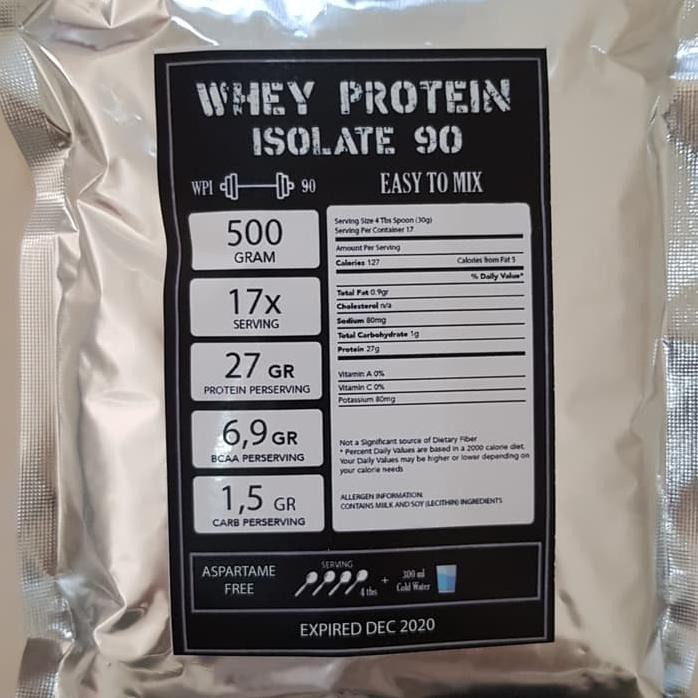 WHEY PROTEIN
ISOLATE 90
WPI 90
EASY TO MIX
500
GRAM
17x
SERVING
27 GR
PROTEIN PERSERVING
6,9 GR
BCAA PERSERVING
1,5 GR
CARB PERSERVING
Serving Size 4 Tbs Spoon (30g)
Serving Per Container 17
Amount Per Serving
Calories 127 Calories from Fat 5
% Daily Value*
Total Fat 0.9gr
Cholesterol n/a
Sodium 80mg
Total Carbohydrate 1g
Protein 27g
Vitamin A 0%
Vitamin C 0%
Potassium 80mg
Not a Significant source of Dietary Fiber
* Percent Daily Values are based in a 2000 calorie diet.
Your Daily Values may be higher or lower depending on
your calorie needs
ALLERGEN INFORMATION:
CONTAINS MILK AND SOY (LECITHIN) INGREDIENTS
ASPARTAME
FREE
SERVING
4 tbs
+
300 ml
Cold Water
EXPIRED DEC 2020